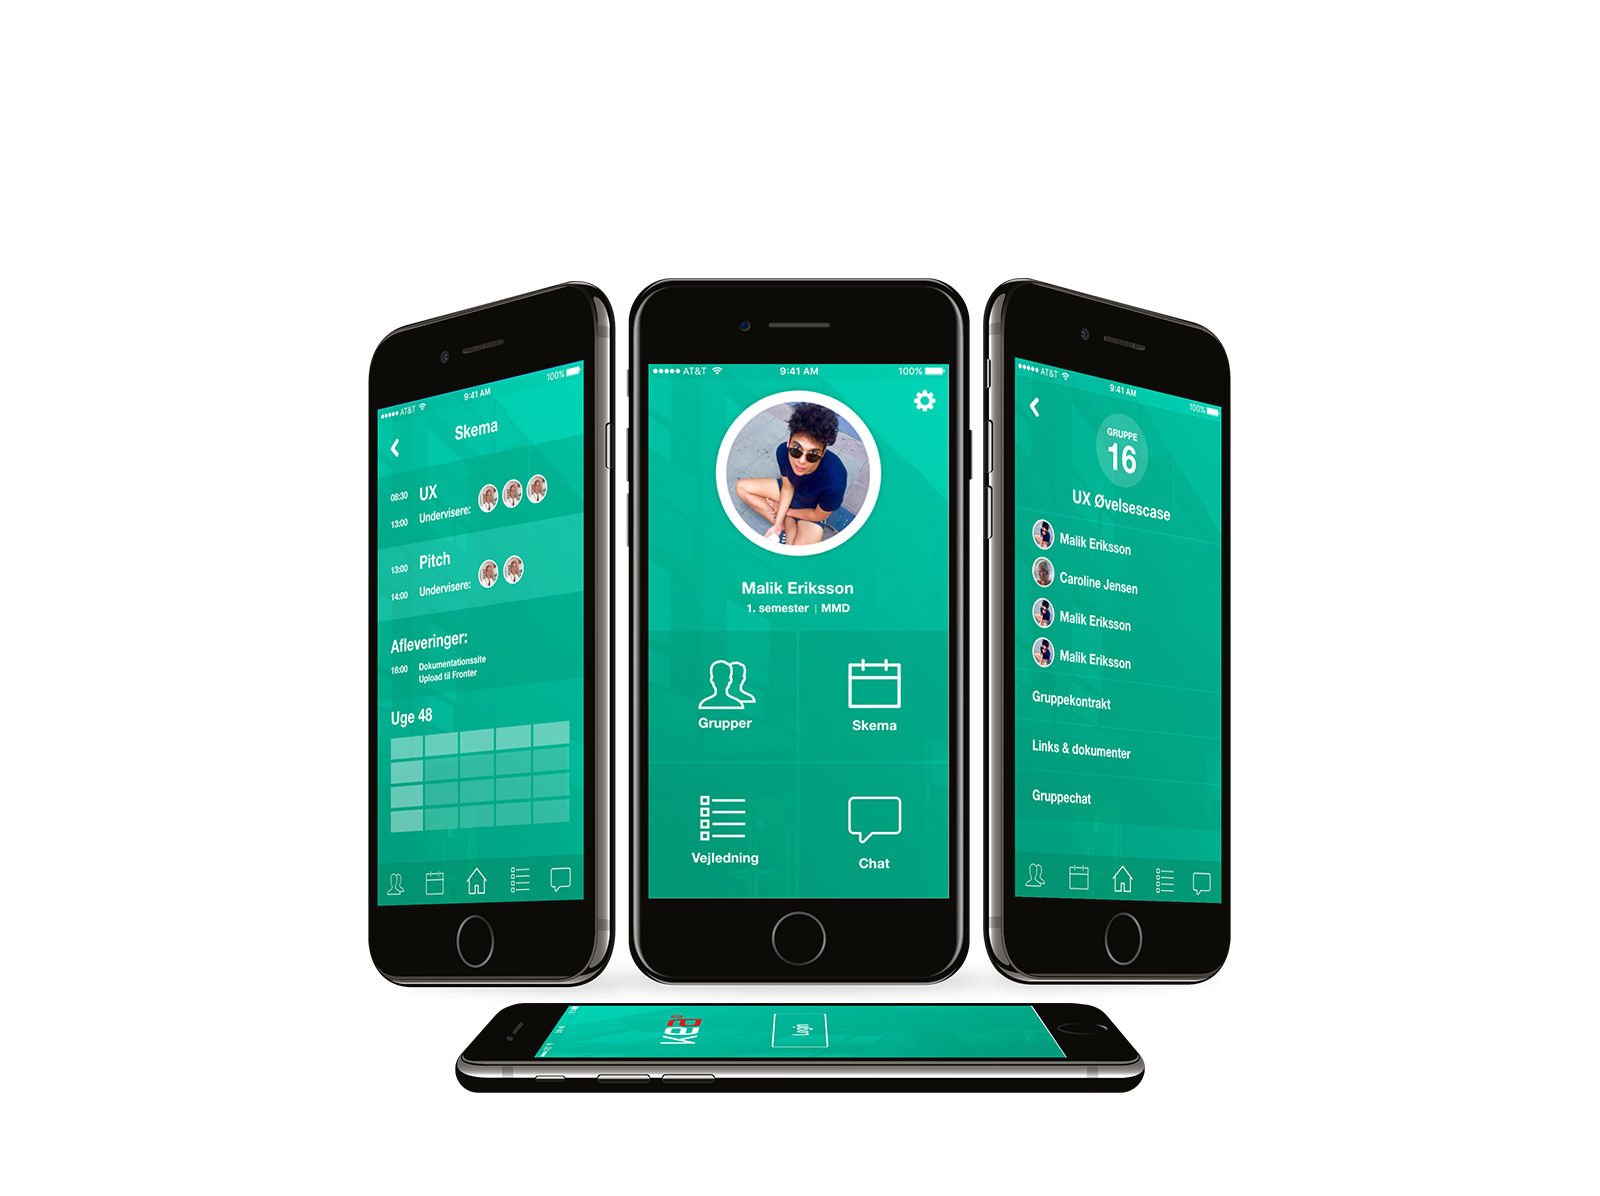 AT&T 9:41 AM 100%
Skema
08:30 UX
13:00 Undervisere:
13:00 Pitch
14:00 Undervisere:
Afleveringer:
16:00 Dokumentationssite
Upload til Fronter
Uge 48
AT&T 9:41 AM 100%
Malik Eriksson
1. semester | MMD
Grupper
Skema
Vejledning
Chat
AT&T 9:41 AM 100%
GRUPPE
16
UX Øvelsescase
Malik Eriksson
Caroline Jensen
Malik Eriksson
Malik Eriksson
Gruppekontrakt
Links & dokumenter
Gruppechat
kea
Login